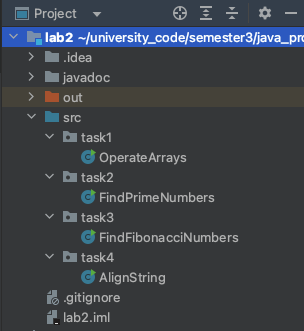 Project
lab2 ~/university_code/semester3/java_pro
.idea
javadoc
out
src
task1
OperateArrays
task2
FindPrimeNumbers
task3
FindFibonacciNumbers
task4
AlignString
.gitignore
lab2.iml